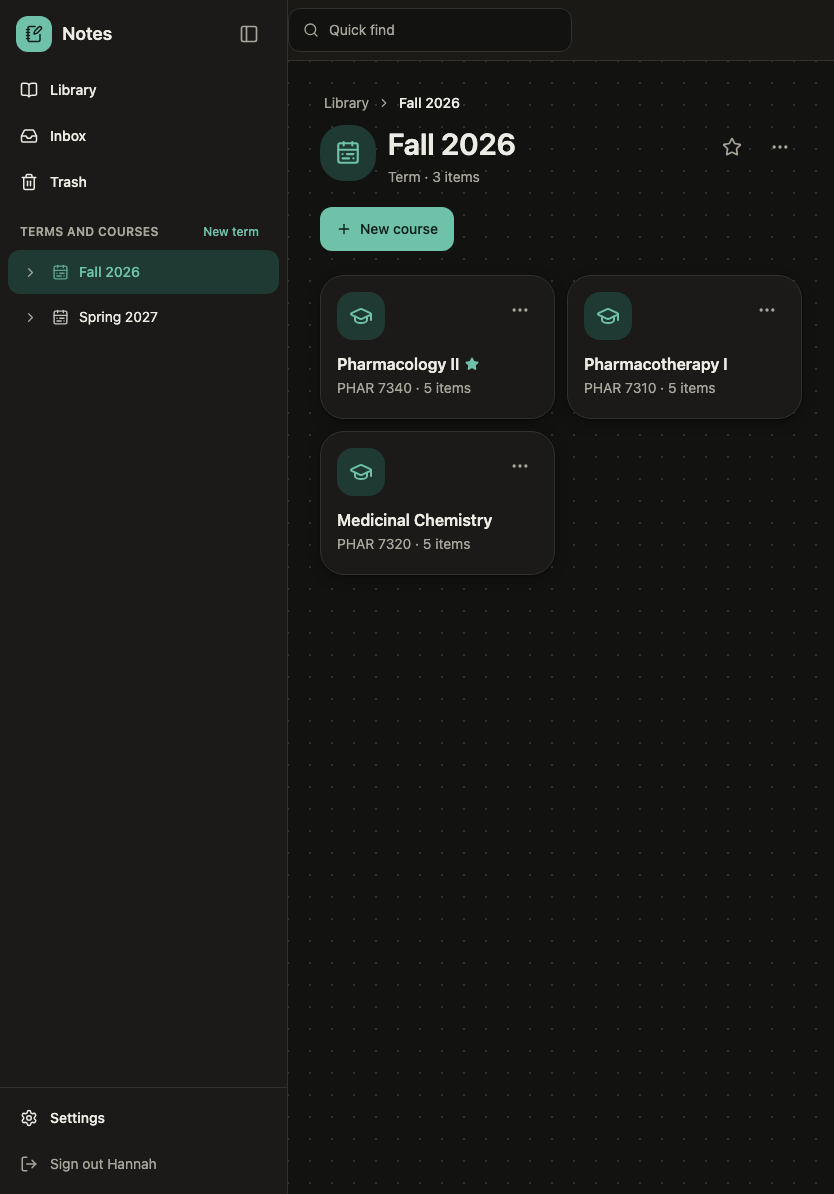 Notes
Library
Inbox
Trash
TERMS AND COURSES
New term
Fall 2026
Spring 2027
Settings
Sign out Hannah
Quick find
Library > Fall 2026
Fall 2026
Term · 3 items
+ New course
Pharmacology II
PHAR 7340 · 5 items
Pharmacotherapy I
PHAR 7310 · 5 items
Medicinal Chemistry
PHAR 7320 · 5 items